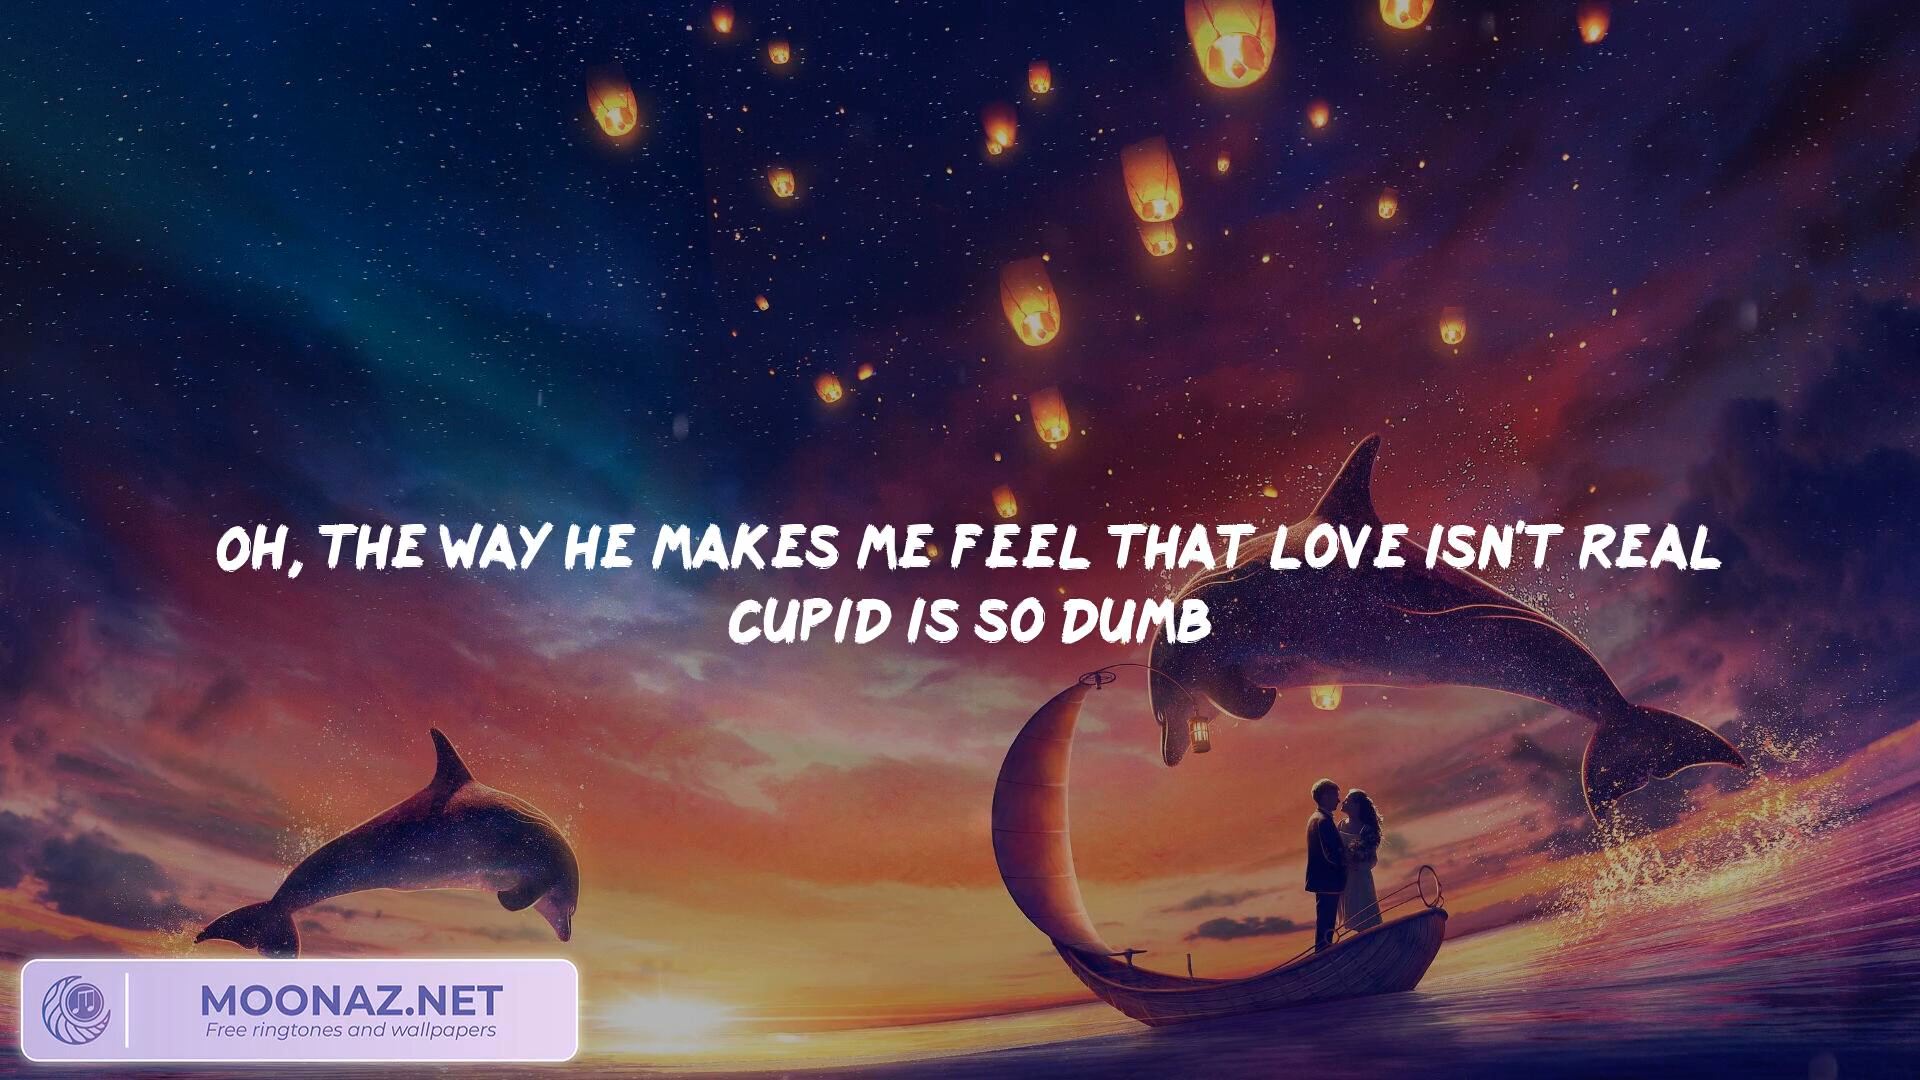 OH, THE WAY HE MAKES ME FEEL THAT LOVE ISN'T REAL
CUPID IS SO DUMB
MOONAZ.NET
Free ringtones and wallpapers